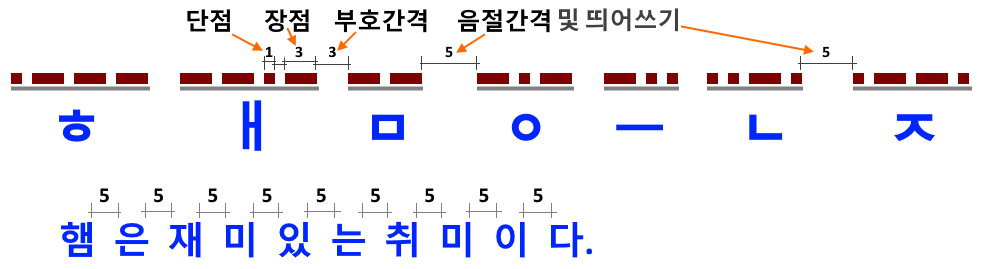 단점 장점 부호간격 음절간격 및 띄어쓰기
1 3 3 5 5
ㅎ ㅐ ㅁ ㅇ ㅡ ㄴ ㅈ
5 5 5 5 5 5 5 5 5
햄 은 재 미 있 는 취 미 이 다.